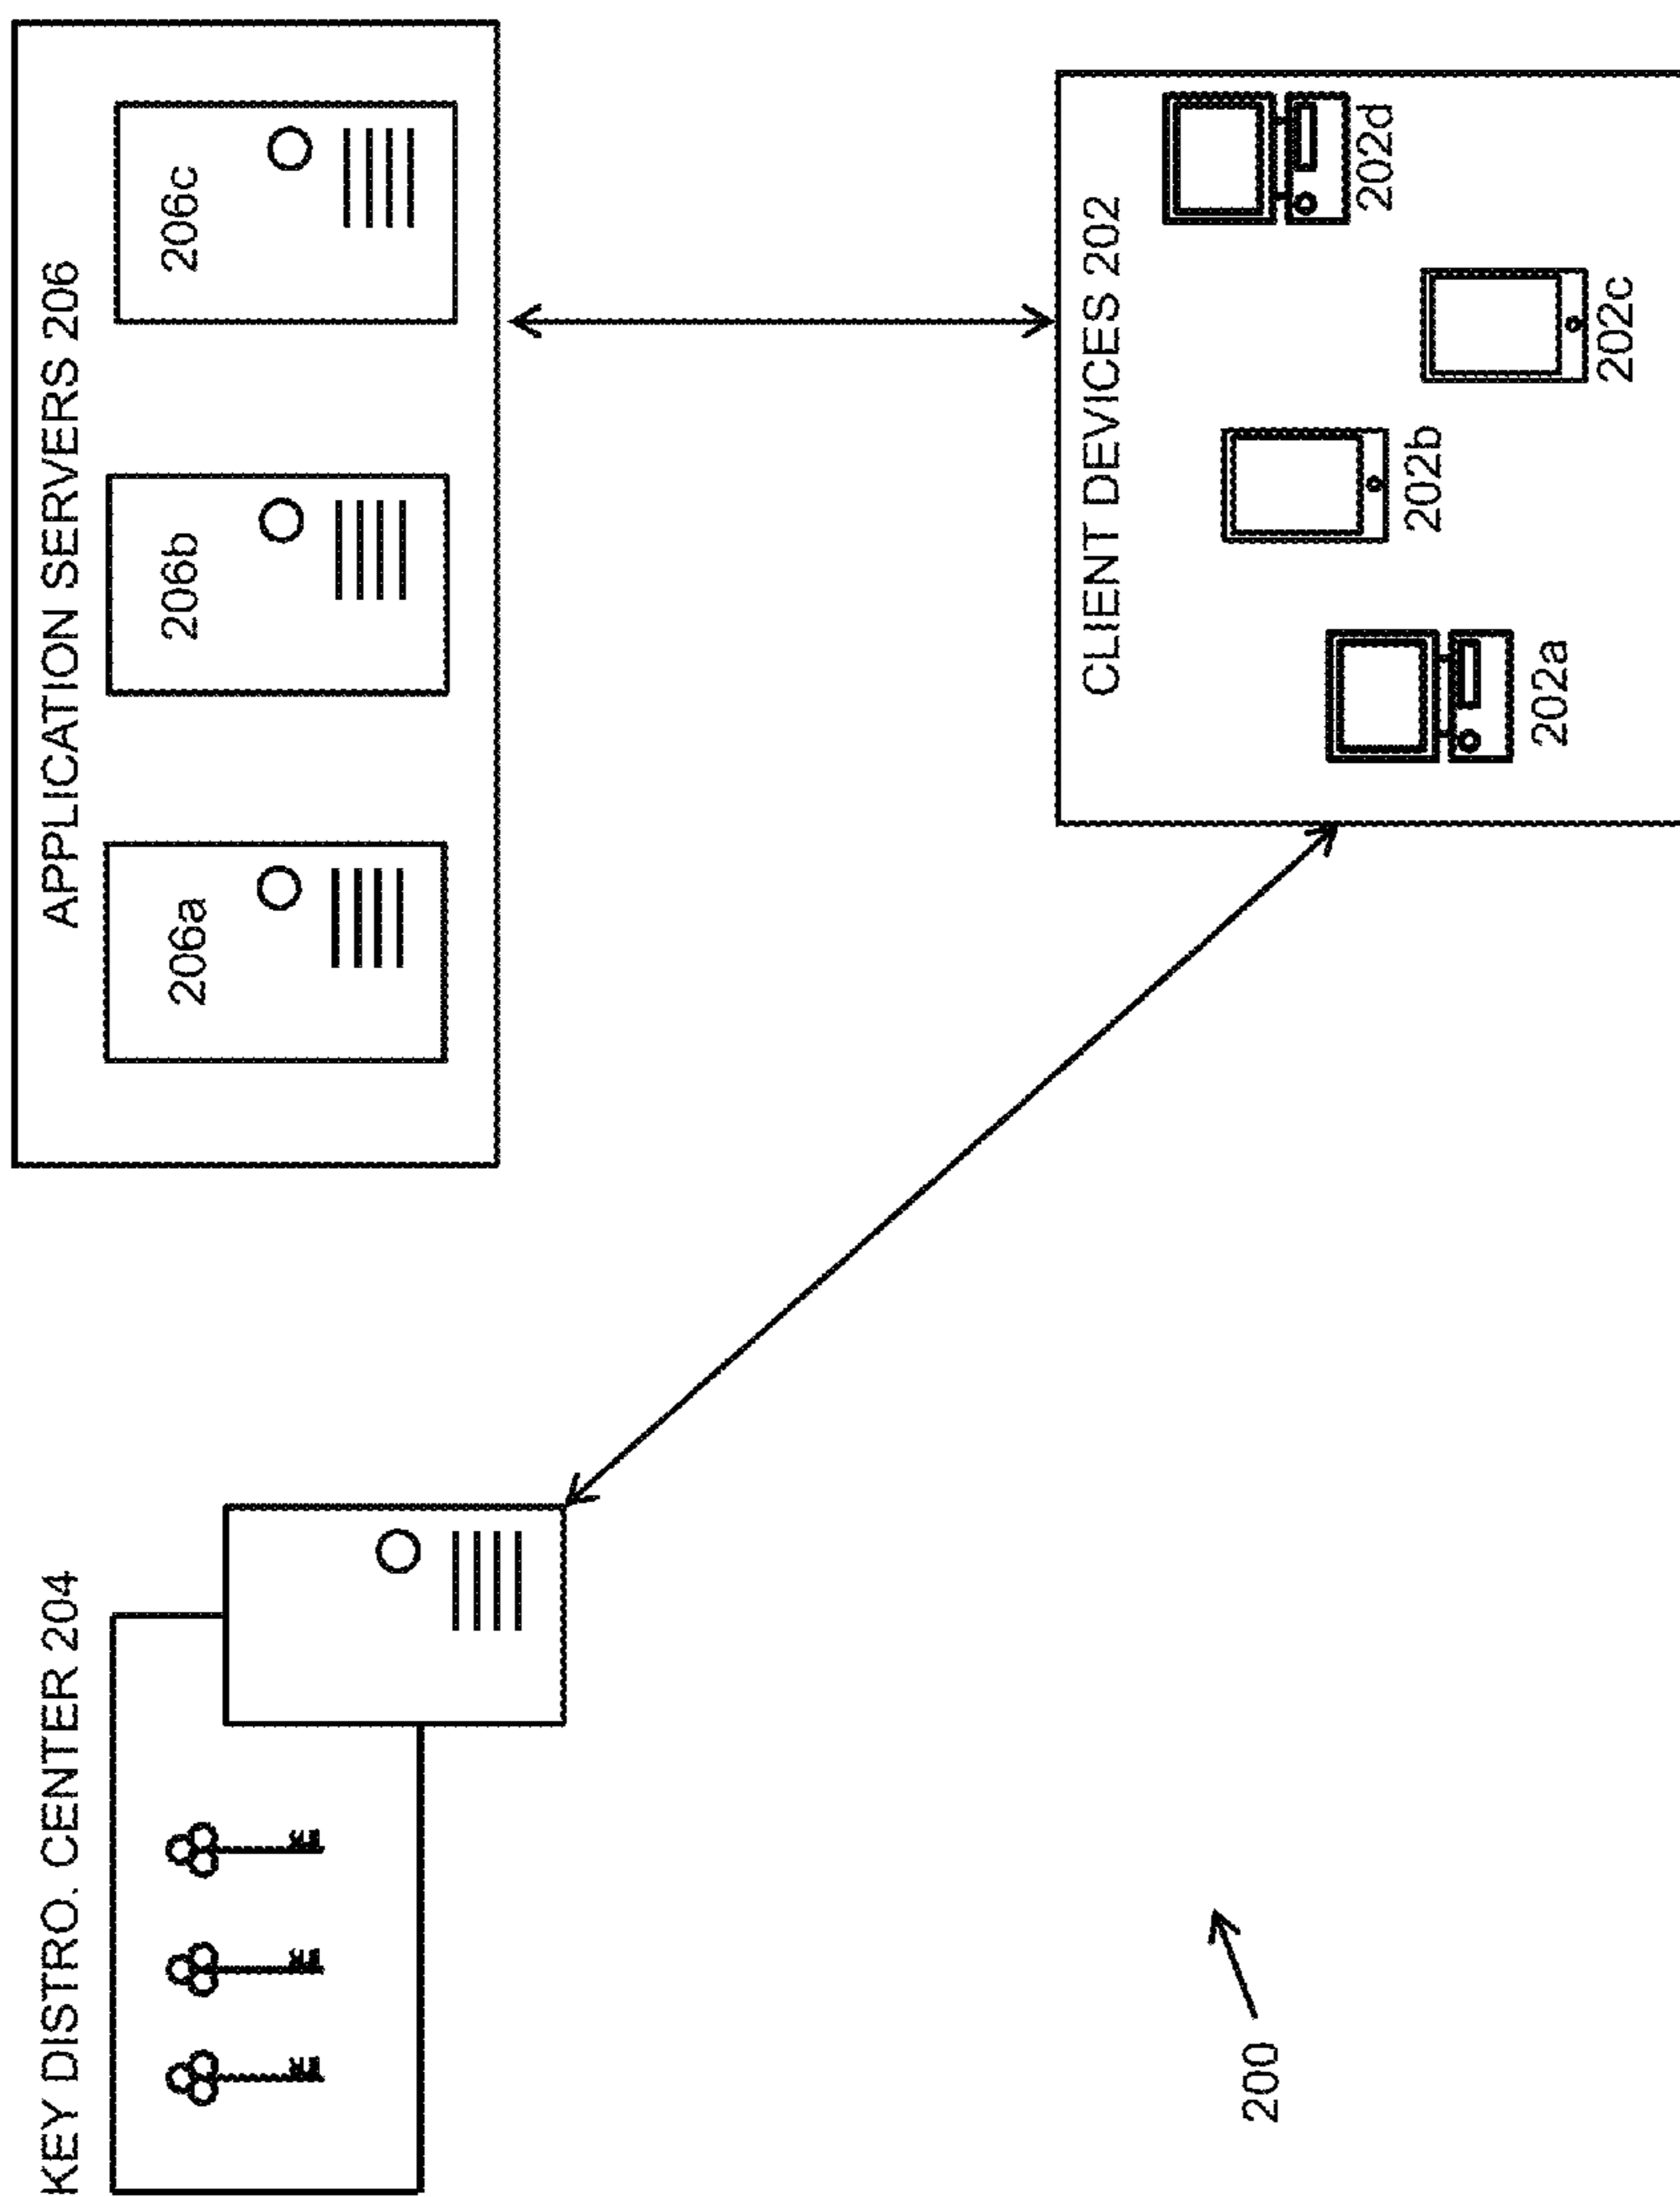 KEY DISTRO. CENTER 204
APPLICATION SERVERS 206
206a
206b
206c
CLIENT DEVICES 202
202a
202b
202c
202d
200